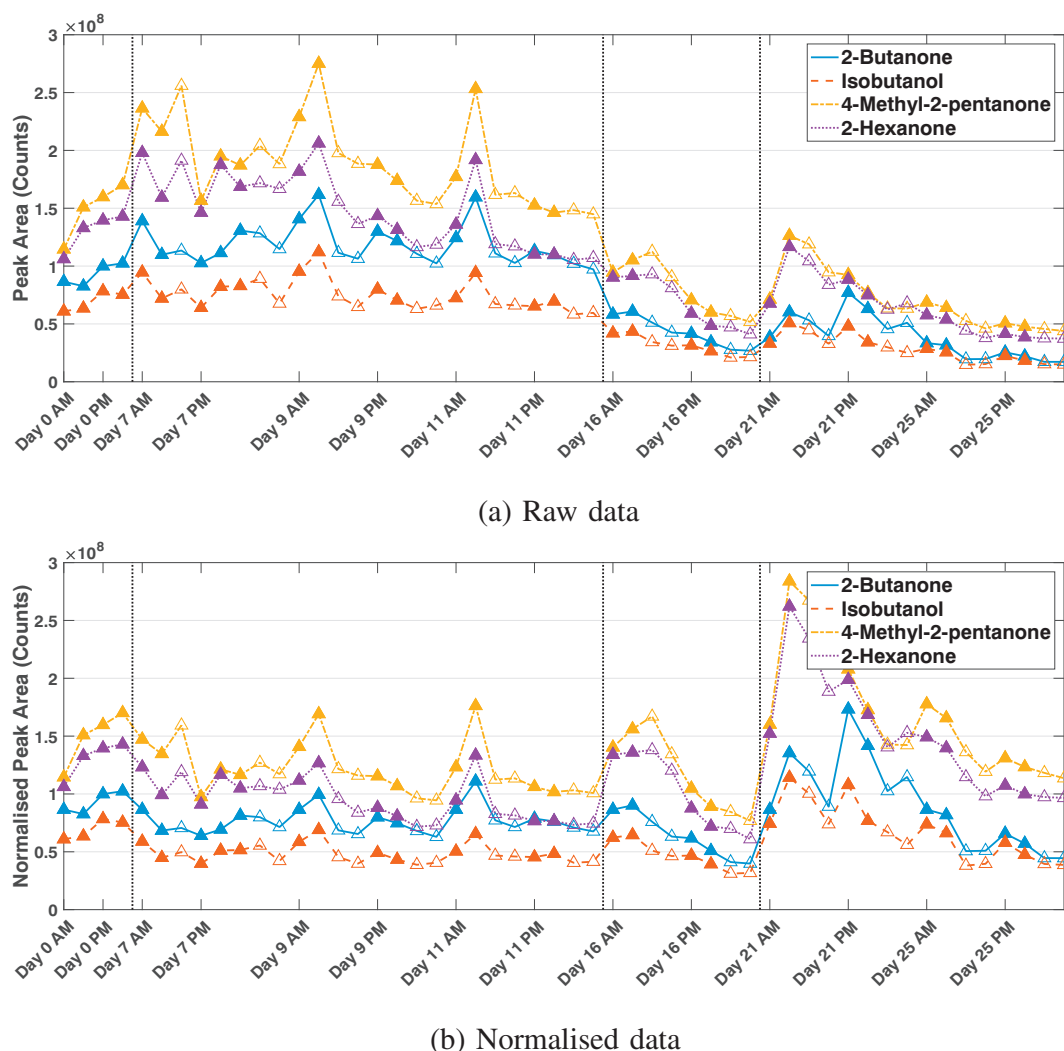 ×10^8
3
2.5
2
1.5
1
0.5
0
Peak Area (Counts)
2-Butanone
Isobutanol
4-Methyl-2-pentanone
2-Hexanone
Day 0 AM
Day 0 PM
Day 7 AM
Day 7 PM
Day 9 AM
Day 9 PM
Day 11 AM
Day 11 PM
Day 16 AM
Day 16 PM
Day 21 AM
Day 21 PM
Day 25 AM
Day 25 PM
(a) Raw data
×10^8
3
2.5
2
1.5
1
0.5
0
Normalised Peak Area (Counts)
2-Butanone
Isobutanol
4-Methyl-2-pentanone
2-Hexanone
Day 0 AM
Day 0 PM
Day 7 AM
Day 7 PM
Day 9 AM
Day 9 PM
Day 11 AM
Day 11 PM
Day 16 AM
Day 16 PM
Day 21 AM
Day 21 PM
Day 25 AM
Day 25 PM
(b) Normalised data